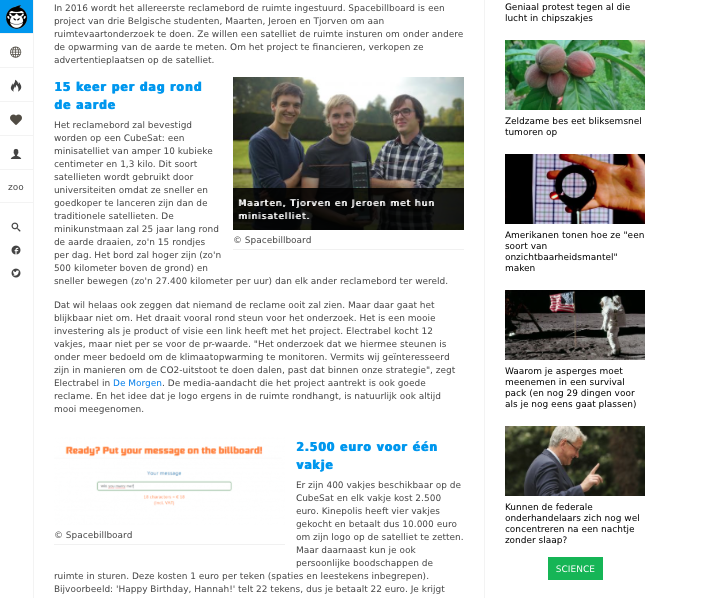 In 2016 wordt het allereerste reclamebord de ruimte ingestuurd. Spacebillboard is een
project van drie Belgische studenten, Maarten, Jeroen en Tjorven om aan
ruimtevaartonderzoek te doen. Ze willen een satelliet de ruimte insturen om onder andere
de opwarming van de aarde te meten. Om het project te financieren, verkopen ze
advertentieplaatsen op de satelliet.
zoo
15 keer per dag rond
de aarde
Het reclamebord zal bevestigd
worden op een CubeSat: een
minisatelliet van amper 10 kubieke
centimeter en 1,3 kilo. Dit soort
satellieten wordt gebruikt door
universiteiten omdat ze sneller en
goedkoper te lanceren zijn dan de
traditionele satellieten. De
minikunstmaan zal 25 jaar lang rond
de aarde draaien, zo'n 15 rondjes
per dag. Het bord zal hoger zijn (zo'n
500 kilometer boven de grond) en
sneller bewegen (zo'n 27.400 kilometer per uur) dan elk ander reclamebord ter wereld.
Maarten, Tjorven en Jeroen met hun
minisatelliet.
© Spacebillboard
Dat wil helaas ook zeggen dat niemand de reclame ooit zal zien. Maar daar gaat het
blijkbaar niet om. Het draait vooral rond steun voor het onderzoek. Het is een mooie
investering als je product of visie een link heeft met het project. Electrabel kocht 12
vakjes, maar niet per se voor de pr-waarde. "Het onderzoek dat we hiermee steunen is
onder meer bedoeld om de klimaatopwarming te monitoren. Vermits wij geïnteresseerd
zijn in manieren om de CO2-uitstoot te doen dalen, past dat binnen onze strategie", zegt
Electrabel in De Morgen. De media-aandacht die het project aantrekt is ook goede
reclame. En het idee dat je logo ergens in de ruimte rondhangt, is natuurlijk ook altijd
mooi meegenomen.
Ready? Put your message on the billboard!
Your message
© Spacebillboard
2.500 euro voor één
vakje
Er zijn 400 vakjes beschikbaar op de
CubeSat en elk vakje kost 2.500
euro. Kinepolis heeft vier vakjes
gekocht en betaalt dus 10.000 euro
om zijn logo op de satelliet te zetten.
Maar daarnaast kun je ook
persoonlijke boodschappen de
ruimte in sturen. Deze kosten 1 euro per teken (spaties en leestekens inbegrepen).
Bijvoorbeeld: 'Happy Birthday, Hannah!' telt 22 tekens, dus je betaalt 22 euro. Je krijgt
Geniaal protest tegen al die
lucht in chipszakjes
Zeldzame bes eet bliksemsnel
tumoren op
Amerikanen tonen hoe ze "een
soort van
onzichtbaarheidsmantel"
maken
Waarom je asperges moet
meenemen in een survival
pack (en nog 29 dingen voor
als je nog eens gaat plassen)
Kunnen de federale
onderhandelaars zich nog wel
concentreren na een nachtje
zonder slaap?
SCIENCE